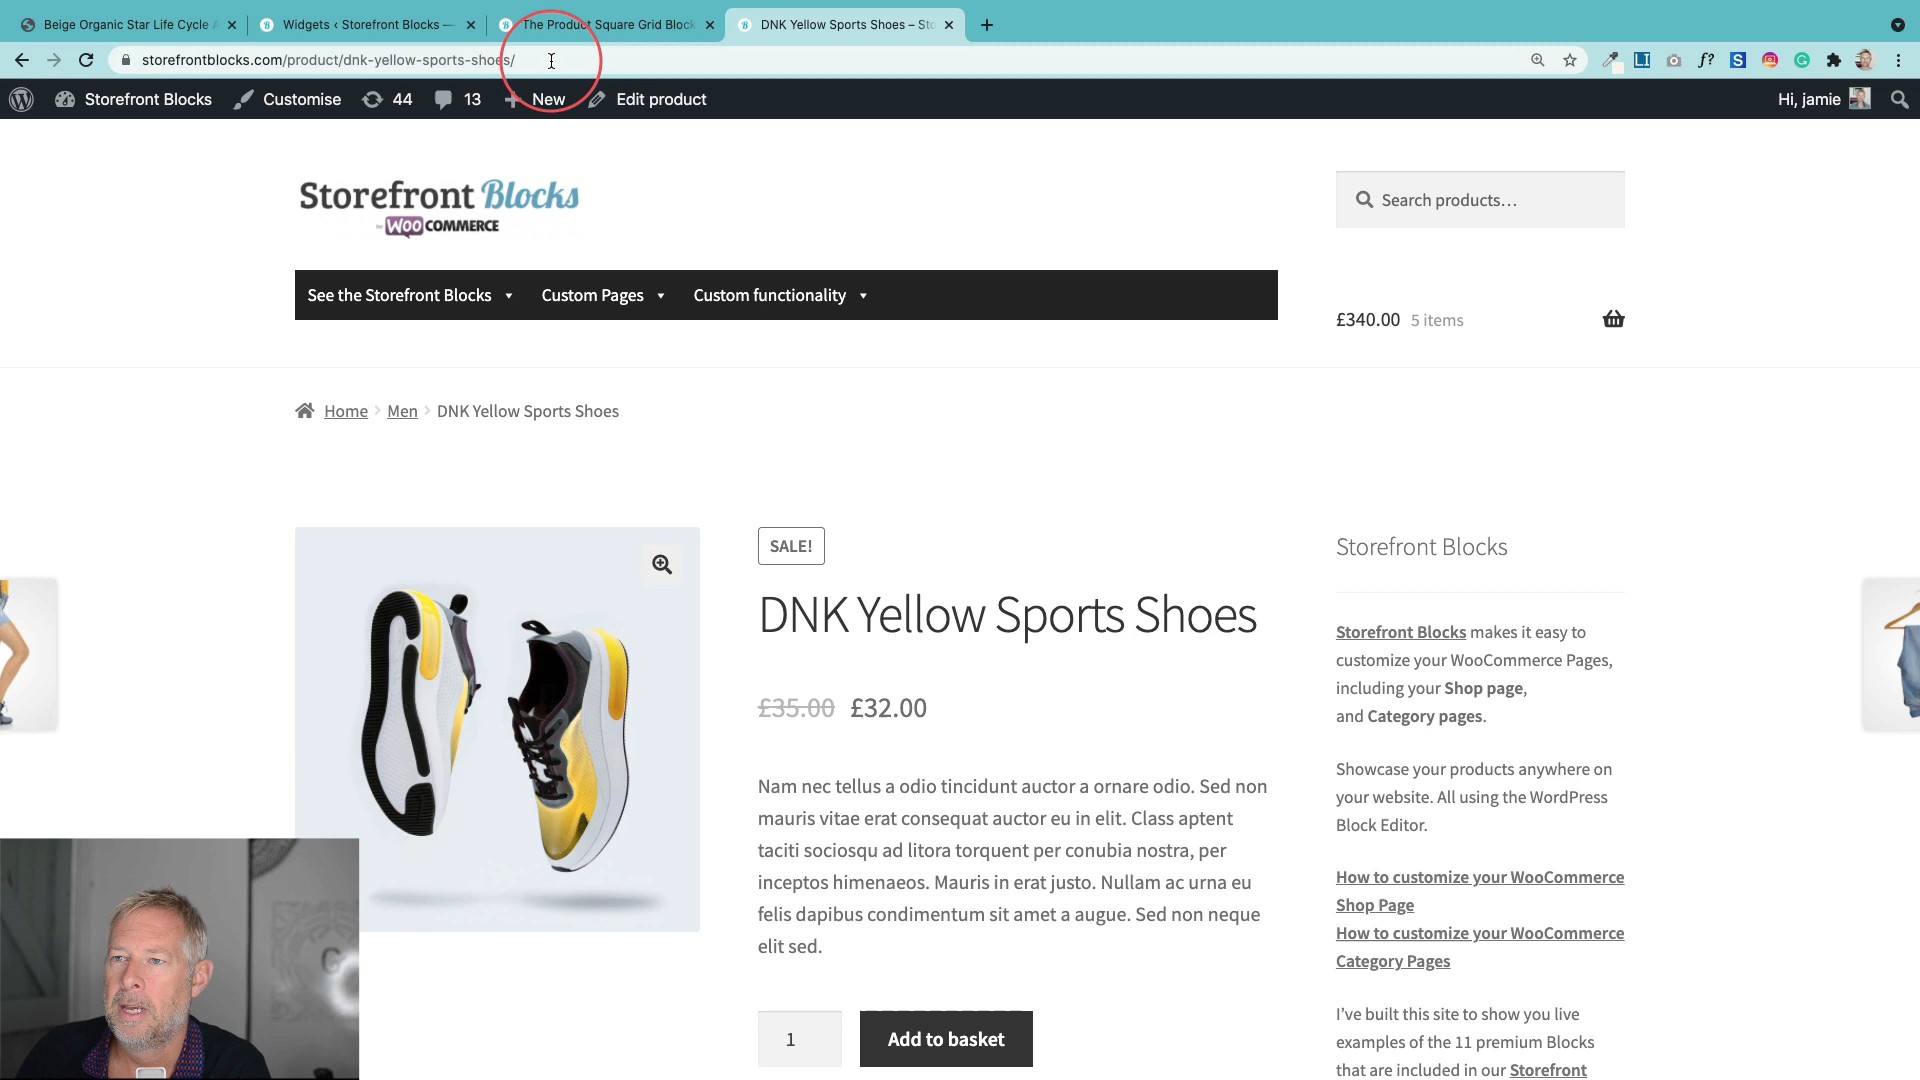 Beige Organic Star Life Cycle A
Widgets ‹ Storefront Blocks —
The Product Square Grid Block
DNK Yellow Sports Shoes – Sto
storefrontblocks.com/product/dnk-yellow-sports-shoes/
Storefront Blocks
Customise
44
13
New
Edit product
Hi, jamie
Storefront Blocks
for WOO COMMERCE
Search products…
See the Storefront Blocks
Custom Pages
Custom functionality
£340.00 5 items
Home
Men
DNK Yellow Sports Shoes
SALE!
DNK Yellow Sports Shoes
£35.00 £32.00
Nam nec tellus a odio tincidunt auctor a ornare odio. Sed non
mauris vitae erat consequat auctor eu in elit. Class aptent
taciti sociosqu ad litora torquent per conubia nostra, per
inceptos himenaeos. Mauris in erat justo. Nullam ac urna eu
felis dapibus condimentum sit amet a augue. Sed non neque
elit sed.
1
Add to basket
Storefront Blocks
Storefront Blocks makes it easy to
customize your WooCommerce Pages,
including your Shop page,
and Category pages.
Showcase your products anywhere on
your website. All using the WordPress
Block Editor.
How to customize your WooCommerce
Shop Page
How to customize your WooCommerce
Category Pages
I’ve built this site to show you live
examples of the 11 premium Blocks
that are included in our Storefront